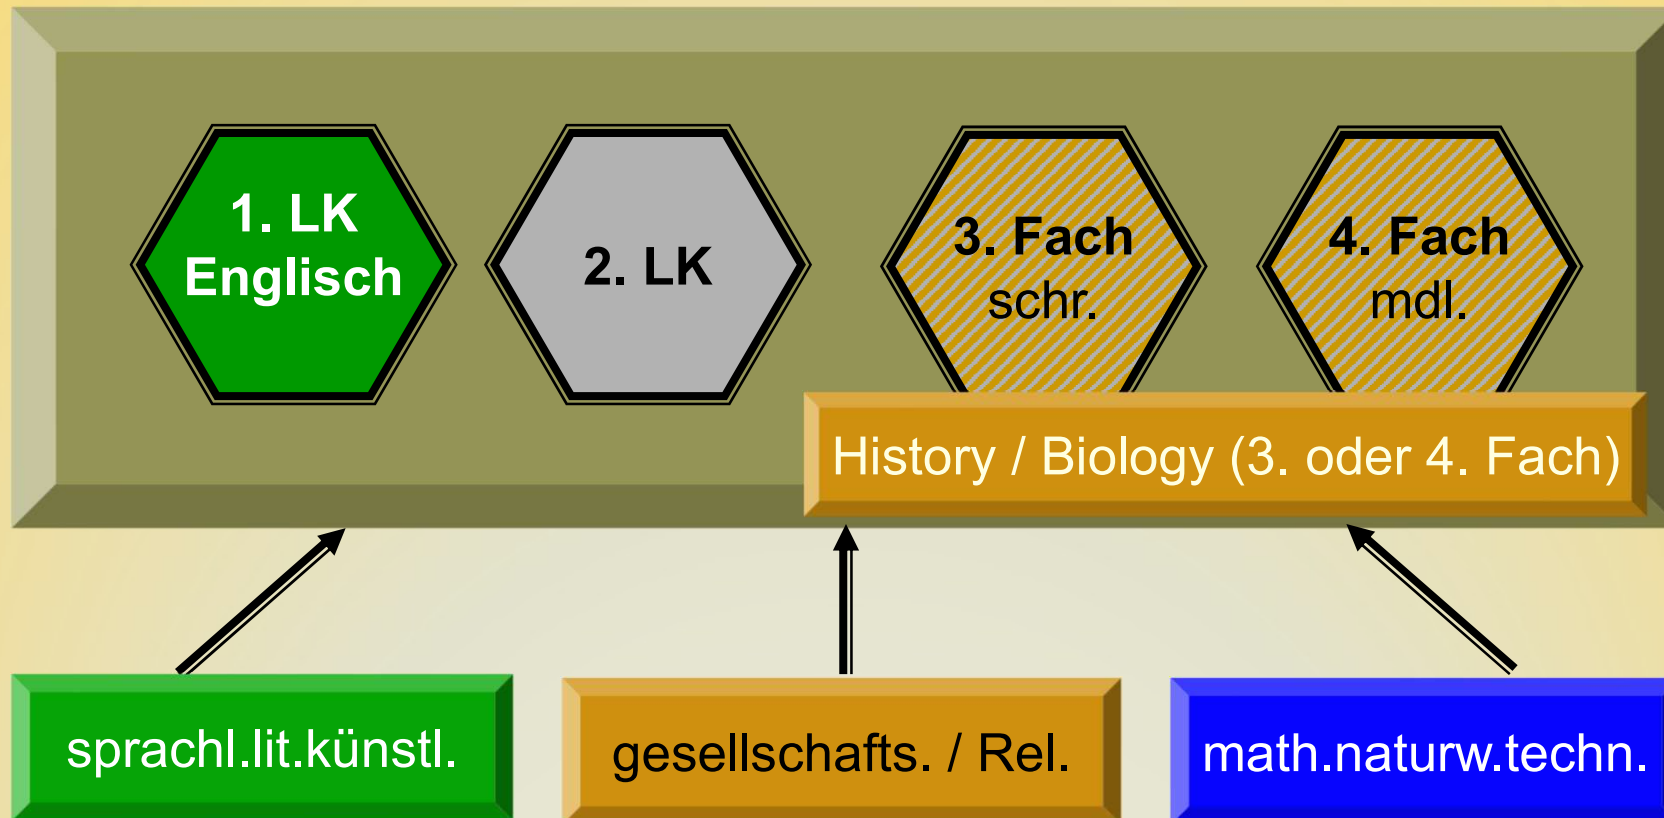 1. LK
Englisch
2. LK
3. Fach
schr.
4. Fach
mdl.
History / Biology (3. oder 4. Fach)
sprachl.lit.künstl.
gesellschafts. / Rel.
math.naturw.techn.